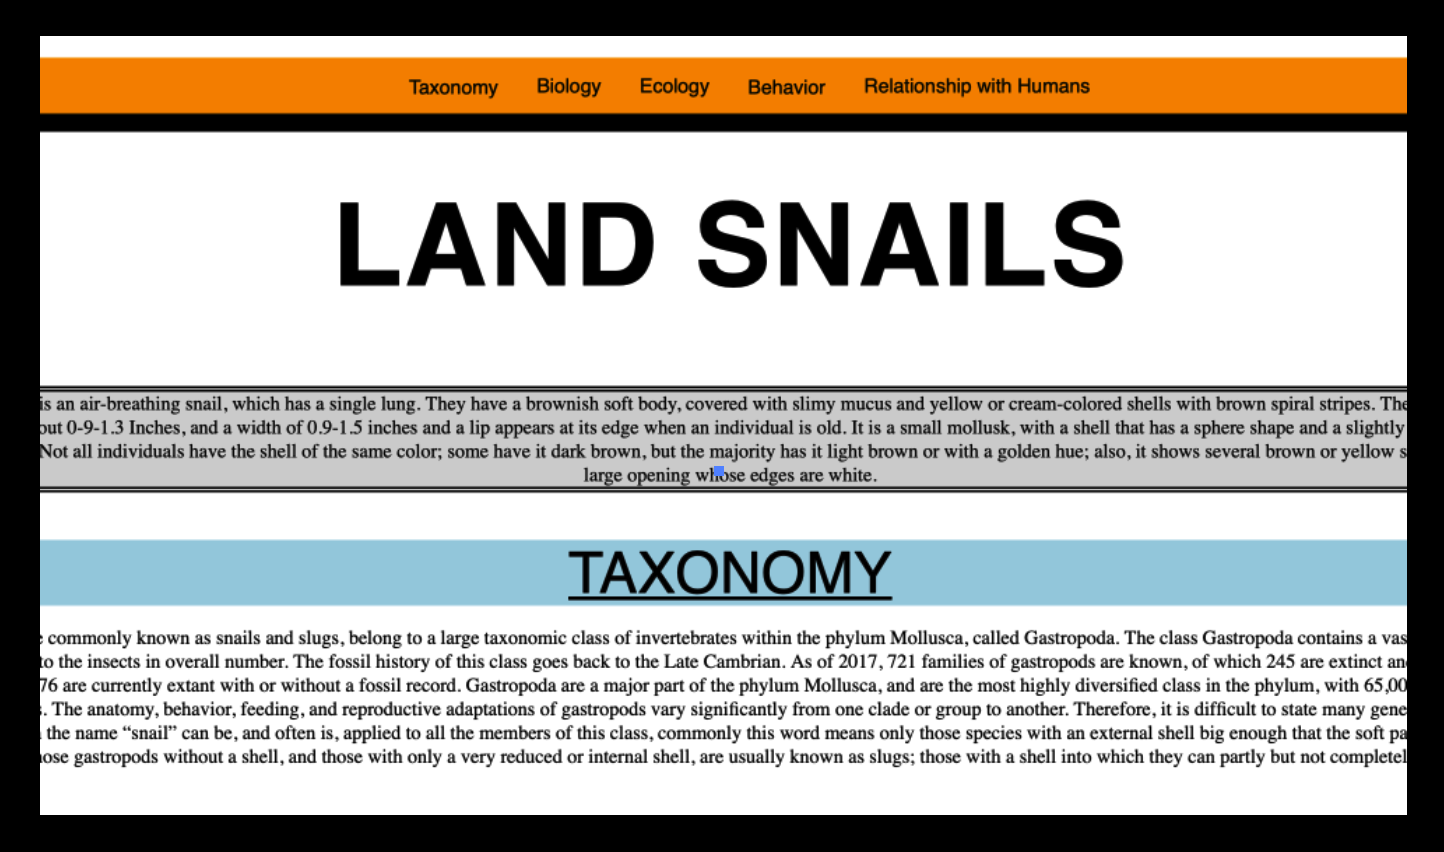 Taxonomy Biology Ecology Behavior Relationship with Humans
LAND SNAILS
is an air-breathing snail, which has a single lung. They have a brownish soft body, covered with slimy mucus and yellow or cream-colored shells with brown spiral stripes. The
out 0-9-1.3 Inches, and a width of 0.9-1.5 inches and a lip appears at its edge when an individual is old. It is a small mollusk, with a shell that has a sphere shape and a slightly
Not all individuals have the shell of the same color; some have it dark brown, but the majority has it light brown or with a golden hue; also, it shows several brown or yellow s
large opening whose edges are white.
TAXONOMY
commonly known as snails and slugs, belong to a large taxonomic class of invertebrates within the phylum Mollusca, called Gastropoda. The class Gastropoda contains a vas
to the insects in overall number. The fossil history of this class goes back to the Late Cambrian. As of 2017, 721 families of gastropods are known, of which 245 are extinct an
76 are currently extant with or without a fossil record. Gastropoda are a major part of the phylum Mollusca, and are the most highly diversified class in the phylum, with 65,00
. The anatomy, behavior, feeding, and reproductive adaptations of gastropods vary significantly from one clade or group to another. Therefore, it is difficult to state many gene
the name “snail” can be, and often is, applied to all the members of this class, commonly this word means only those species with an external shell big enough that the soft pa
ose gastropods without a shell, and those with only a very reduced or internal shell, are usually known as slugs; those with a shell into which they can partly but not completel